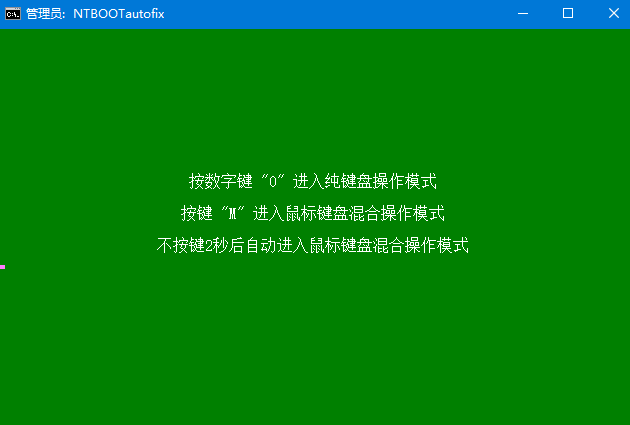 管理员: NTBOOTautofix
按数字键 "0" 进入纯键盘操作模式
按键 "M" 进入鼠标键盘混合操作模式
不按键2秒后自动进入鼠标键盘混合操作模式